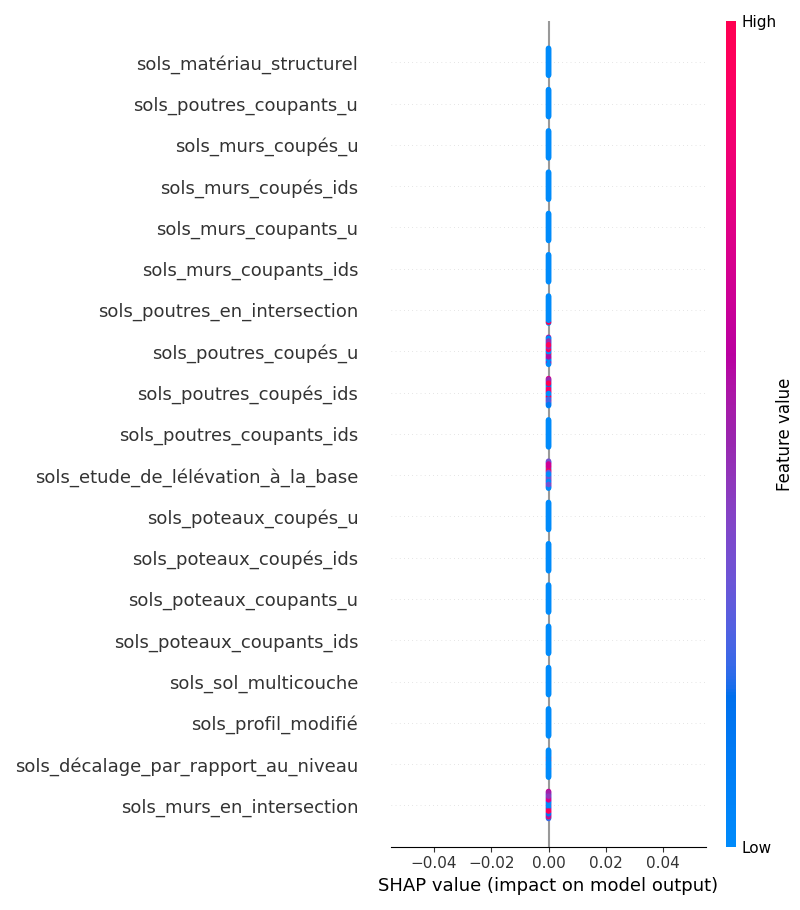 High
sols_matériau_structurel
sols_poutres_coupants_u
sols_murs_coupés_u
sols_murs_coupés_ids
sols_murs_coupants_u
sols_murs_coupants_ids
sols_poutres_en_intersection
sols_poutres_coupés_u
sols_poutres_coupés_ids
sols_poutres_coupants_ids
sols_etude_de_lélévation_à_la_base
sols_poteaux_coupés_u
sols_poteaux_coupés_ids
sols_poteaux_coupants_u
sols_poteaux_coupants_ids
sols_sol_multicouche
sols_profil_modifié
sols_décalage_par_rapport_au_niveau
sols_murs_en_intersection
Feature value
Low
−0.04 −0.02 0.00 0.02 0.04
SHAP value (impact on model output)